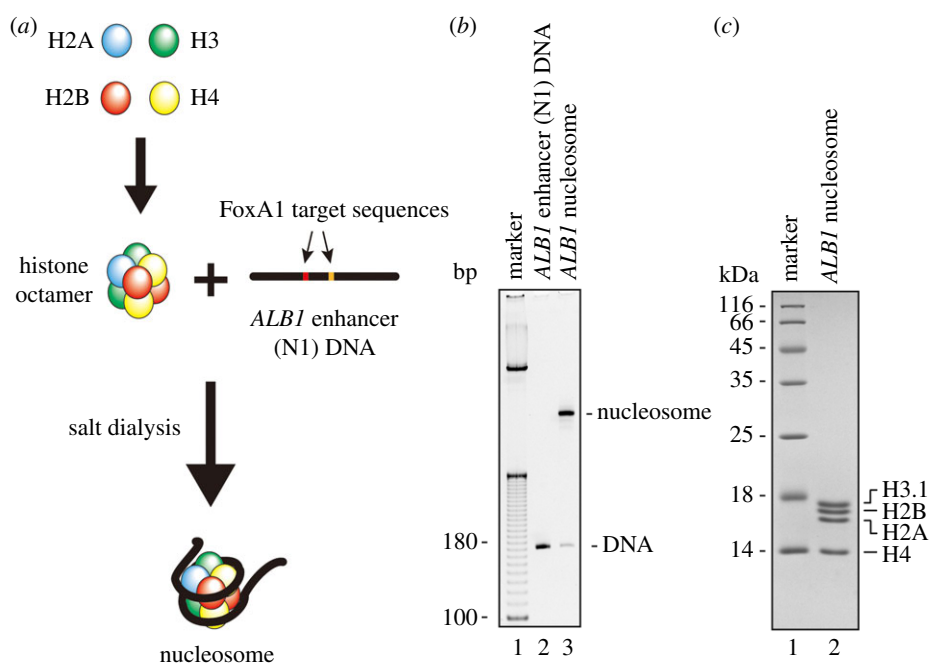 (a)
H2A
H3
H2B
H4
FoxA1 target sequences
histone
octamer
ALB1 enhancer
(N1) DNA
salt dialysis
nucleosome
(b)
bp
marker
ALB1 enhancer (N1) DNA
ALB1 nucleosome
- nucleosome
180 -
- DNA
100 -
1 2 3
(c)
kDa
marker
ALB1 nucleosome
116 -
66 -
45 -
35 -
25 -
18 -
14 -
H3.1
H2B
H2A
H4
1 2